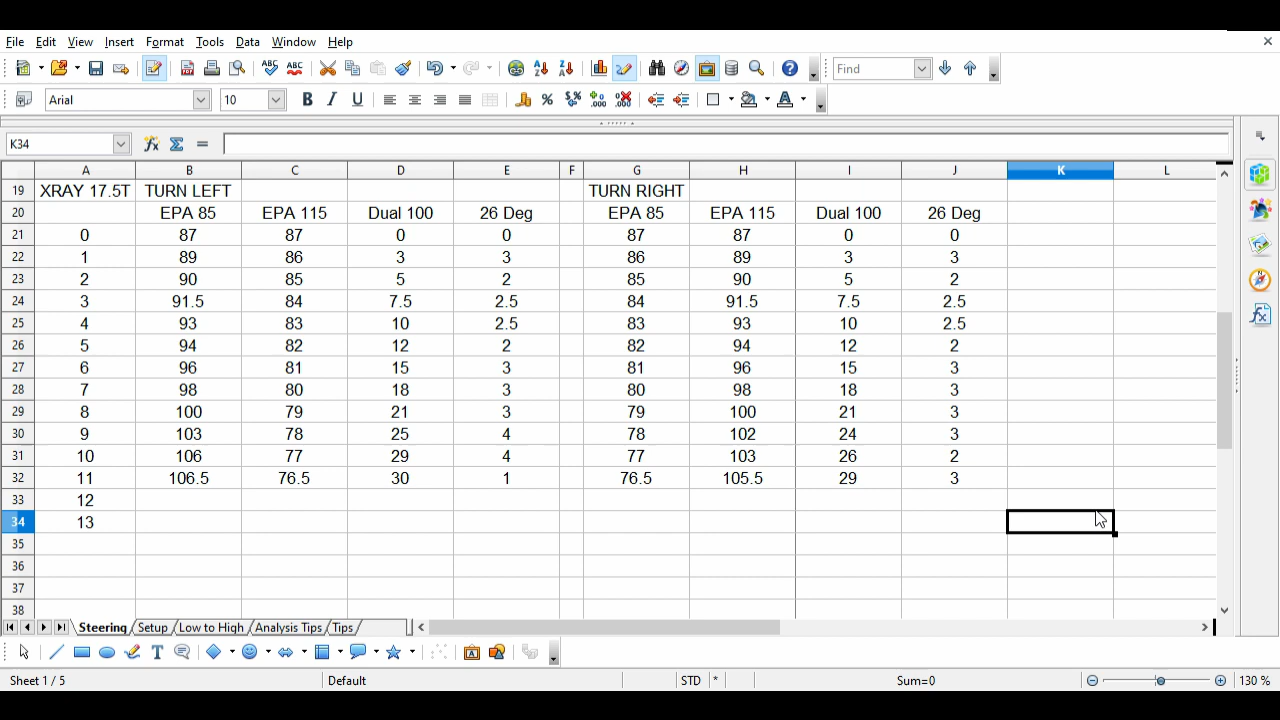 File Edit View Insert Format Tools Data Window Help
Find
Arial 10
K34
A B C D E F G H I J K L
19 XRAY 17.5T TURN LEFT TURN RIGHT
20 EPA 85 EPA 115 Dual 100 26 Deg EPA 85 EPA 115 Dual 100 26 Deg
21 0 87 87 0 0 87 87 0 0
22 1 89 86 3 3 86 89 3 3
23 2 90 85 5 2 85 90 5 2
24 3 91.5 84 7.5 2.5 84 91.5 7.5 2.5
25 4 93 83 10 2.5 83 93 10 2.5
26 5 94 82 12 2 82 94 12 2
27 6 96 81 15 3 81 96 15 3
28 7 98 80 18 3 80 98 18 3
29 8 100 79 21 3 79 100 21 3
30 9 103 78 25 4 78 102 24 3
31 10 106 77 29 4 77 103 26 2
32 11 106.5 76.5 30 1 76.5 105.5 29 3
33 12
34 13
35
36
37
38
Steering Setup Low to High Analysis Tips Tips
Sheet 1 / 5 Default STD * Sum=0 130 %